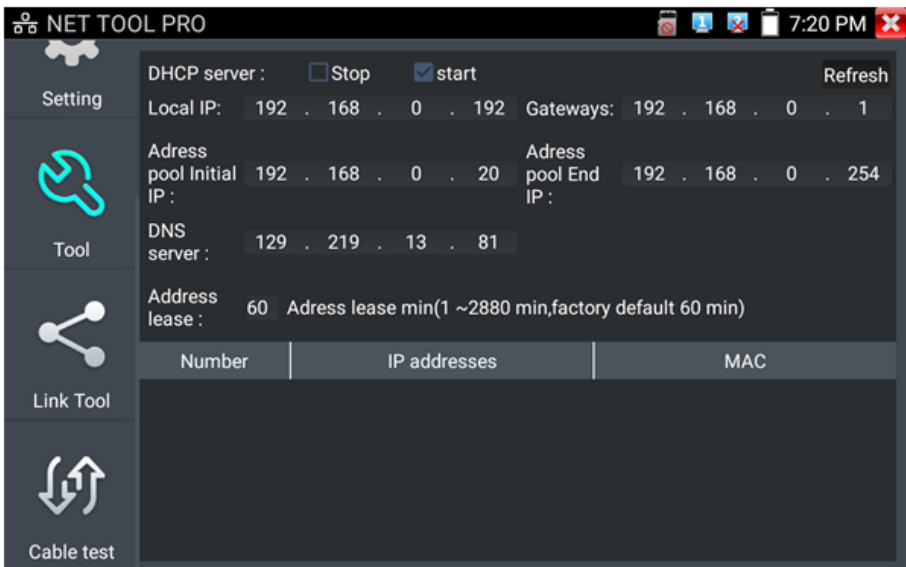 NET TOOL PRO
1
7:20 PM
Setting
Tool
Link Tool
Cable test
DHCP server :
Stop
start
Refresh
Local IP: 192 . 168 . 0 . 192
Gateways: 192 . 168 . 0 . 1
Adress
pool Initial
IP :
192 . 168 . 0 . 20
Adress
pool End
IP :
192 . 168 . 0 . 254
DNS
server :
129 . 219 . 13 . 81
Address
lease :
60 Adress lease min(1 ~2880 min,factory default 60 min)
Number IP addresses MAC